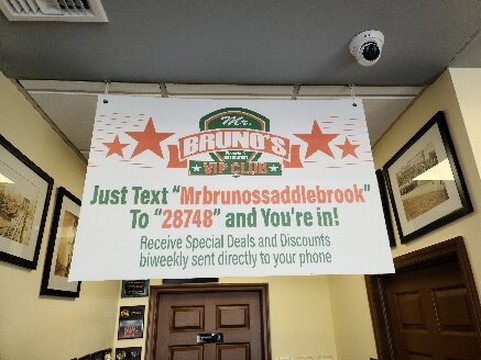 Mr.
BRUNO'S
VIP CLUB
Just Text "Mrbrunossaddlebrook"
To "28748" and You're in!
Receive Special Deals and Discounts
biweekly sent directly to your phone